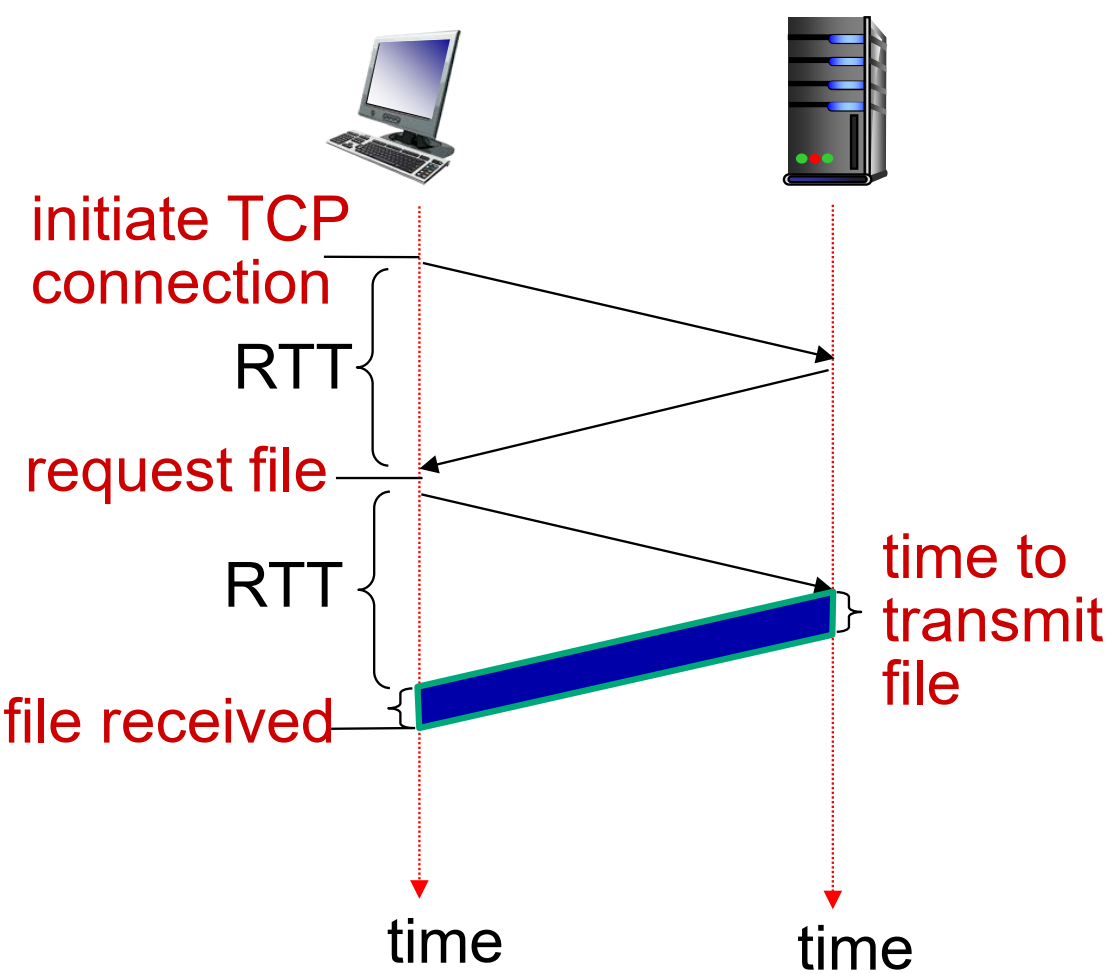 initiate TCP
connection
RTT
request file
RTT
time to
transmit
file
file received
time
time